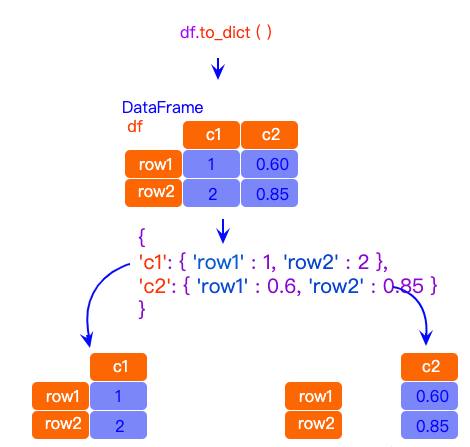 df.to_dict ( )
DataFrame
df
c1 c2
row1 1 0.60
row2 2 0.85
{
'c1': { 'row1' : 1, 'row2' : 2 },
'c2': { 'row1' : 0.6, 'row2' : 0.85 }
}
c1 c2
row1 1 row1 0.60
row2 2 row2 0.85